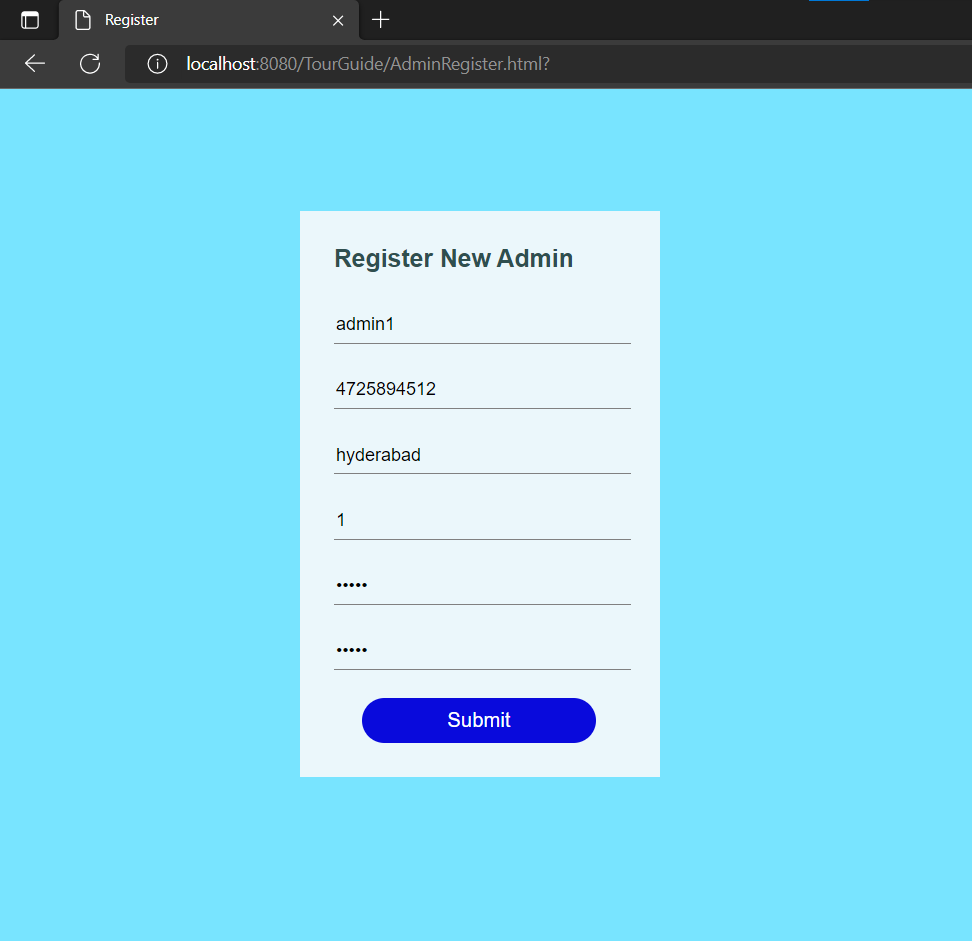 Register
localhost:8080/TourGuide/AdminRegister.html?
Register New Admin
admin1
4725894512
hyderabad
1
•••••
•••••
Submit